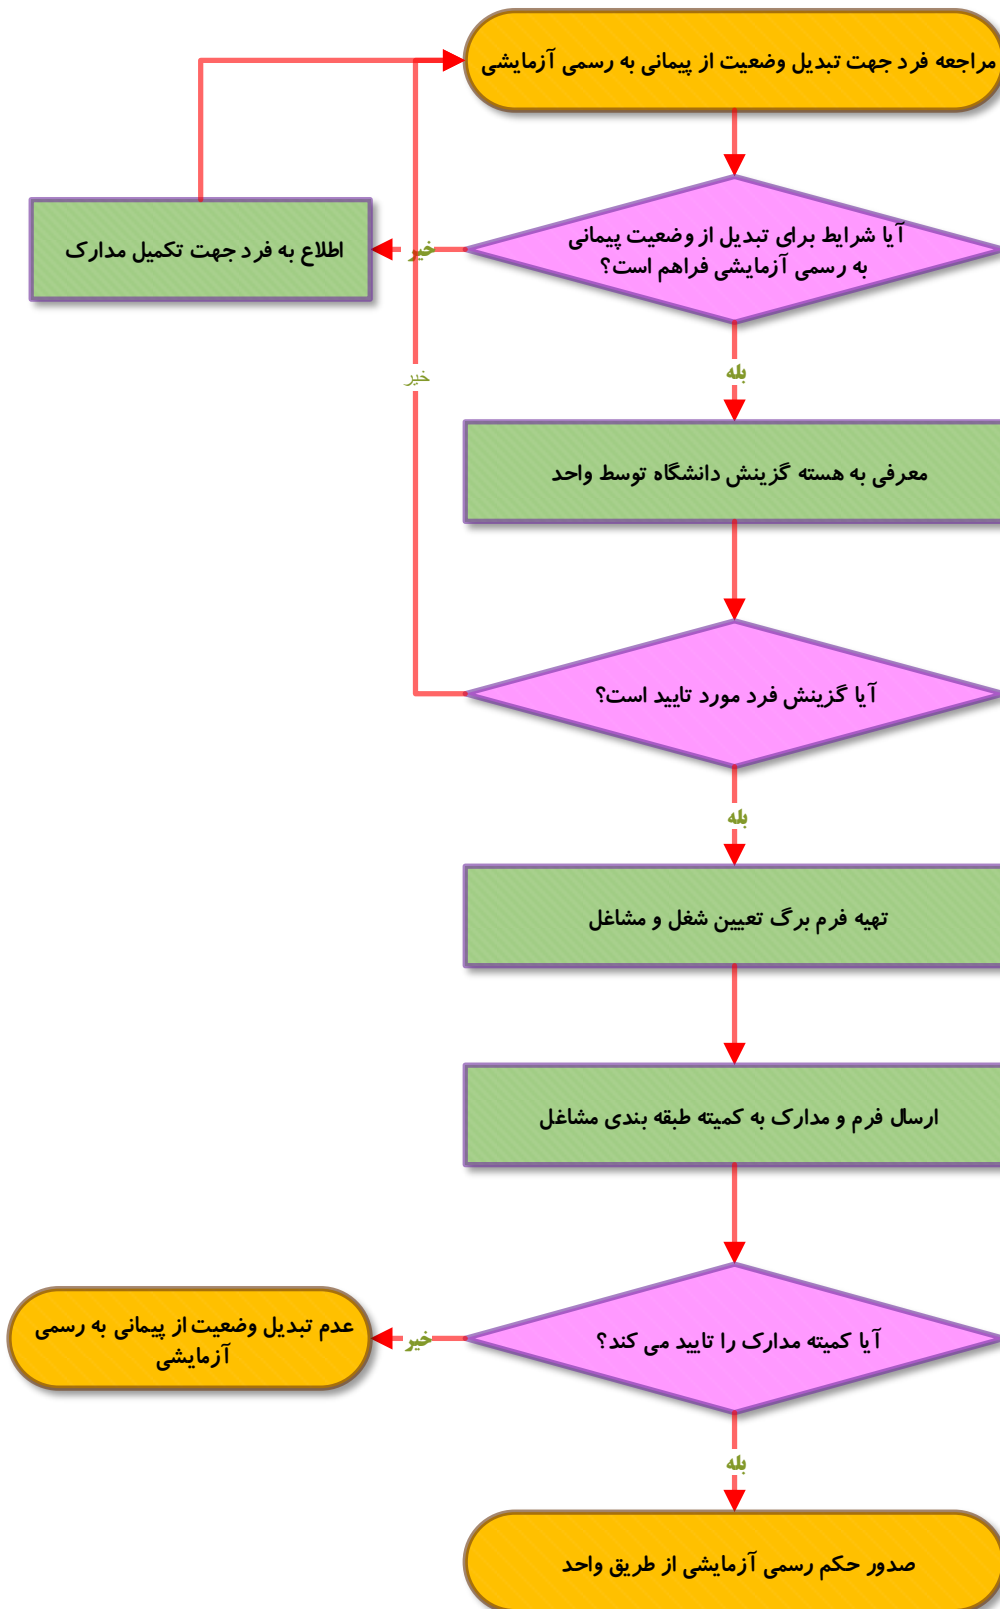 مراجعه فرد جهت تبدیل وضعیت از پیمانی به رسمی آزمایشی
آیا شرایط برای تبدیل از وضعیت پیمانی
به رسمی آزمایشی فراهم است؟
خیر
اطلاع به فرد جهت تکمیل مدارک
خیر
بله
معرفی به هسته گزینش دانشگاه توسط واحد
آیا گزینش فرد مورد تایید است؟
بله
تهیه فرم برگ تعیین شغل و مشاغل
ارسال فرم و مدارک به کمیته طبقه بندی مشاغل
آیا کمیته مدارک را تایید می کند؟
خیر
عدم تبدیل وضعیت از پیمانی به رسمی
آزمایشی
بله
صدور حکم رسمی آزمایشی از طریق واحد